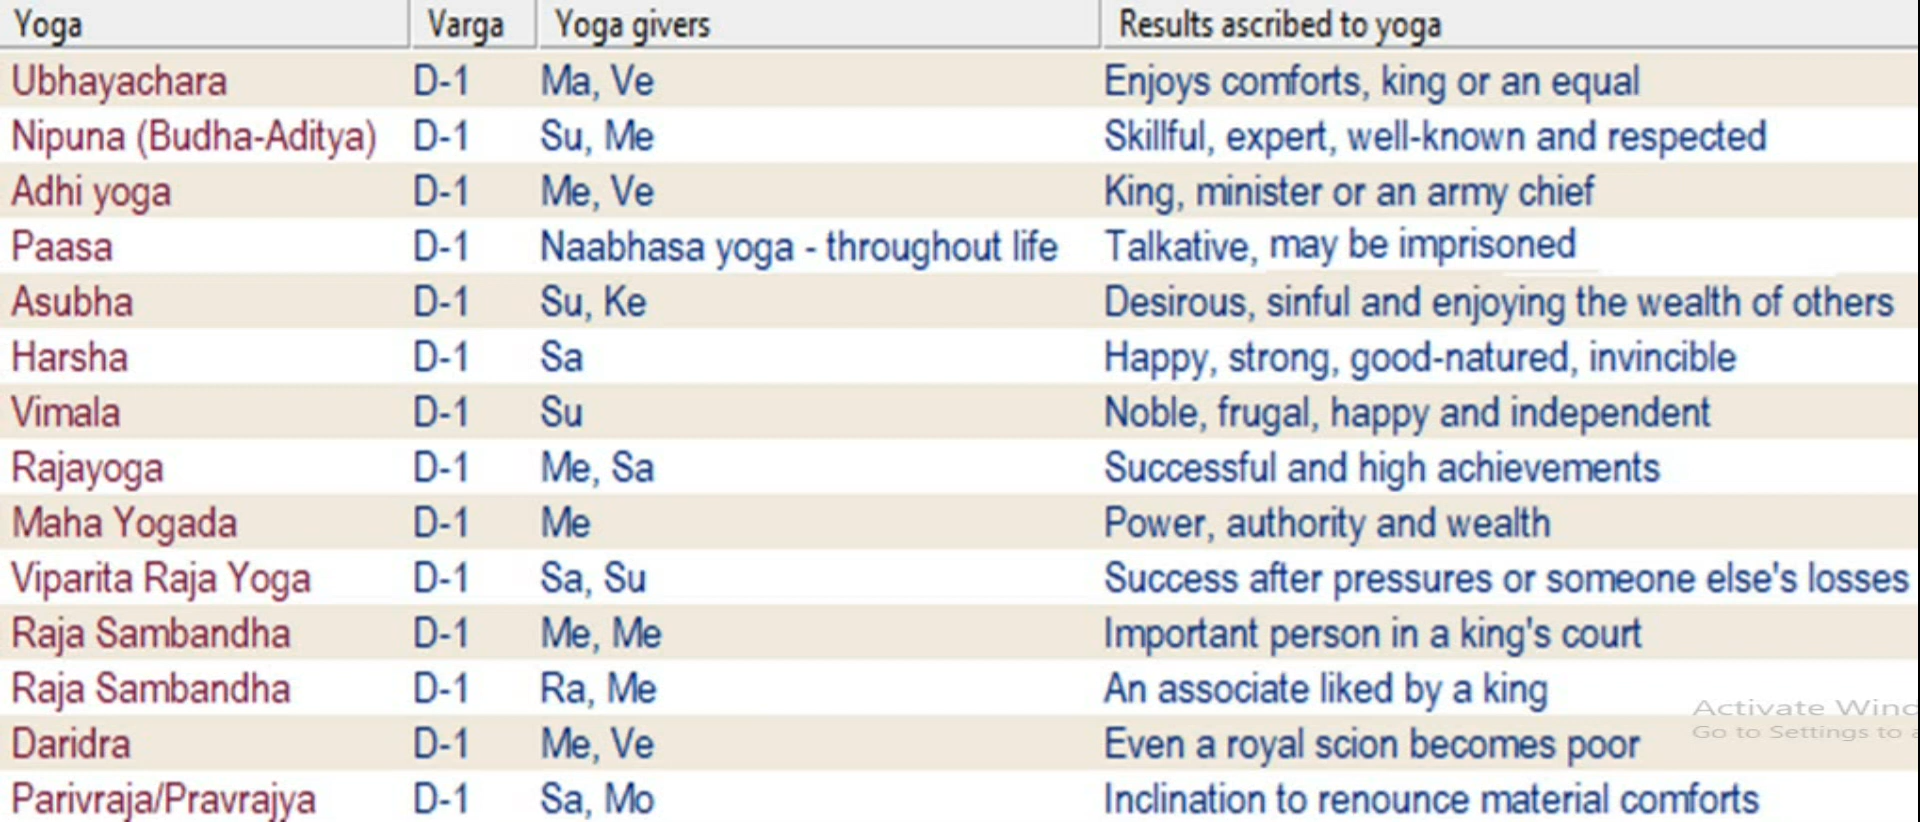 Yoga Varga Yoga givers Results ascribed to yoga
Ubhayachara D-1 Ma, Ve Enjoys comforts, king or an equal
Nipuna (Budha-Aditya) D-1 Su, Me Skillful, expert, well-known and respected
Adhi yoga D-1 Me, Ve King, minister or an army chief
Paasa D-1 Naabhasa yoga - throughout life Talkative, may be imprisoned
Asubha D-1 Su, Ke Desirous, sinful and enjoying the wealth of others
Harsha D-1 Sa Happy, strong, good-natured, invincible
Vimala D-1 Su Noble, frugal, happy and independent
Rajayoga D-1 Me, Sa Successful and high achievements
Maha Yogada D-1 Me Power, authority and wealth
Viparita Raja Yoga D-1 Sa, Su Success after pressures or someone else's losses
Raja Sambandha D-1 Me, Me Important person in a king's court
Raja Sambandha D-1 Ra, Me An associate liked by a king
Activate Wind
Go to Settings to a
Daridra D-1 Me, Ve Even a royal scion becomes poor
Parivraja/Pravrajya D-1 Sa, Mo Inclination to renounce material comforts